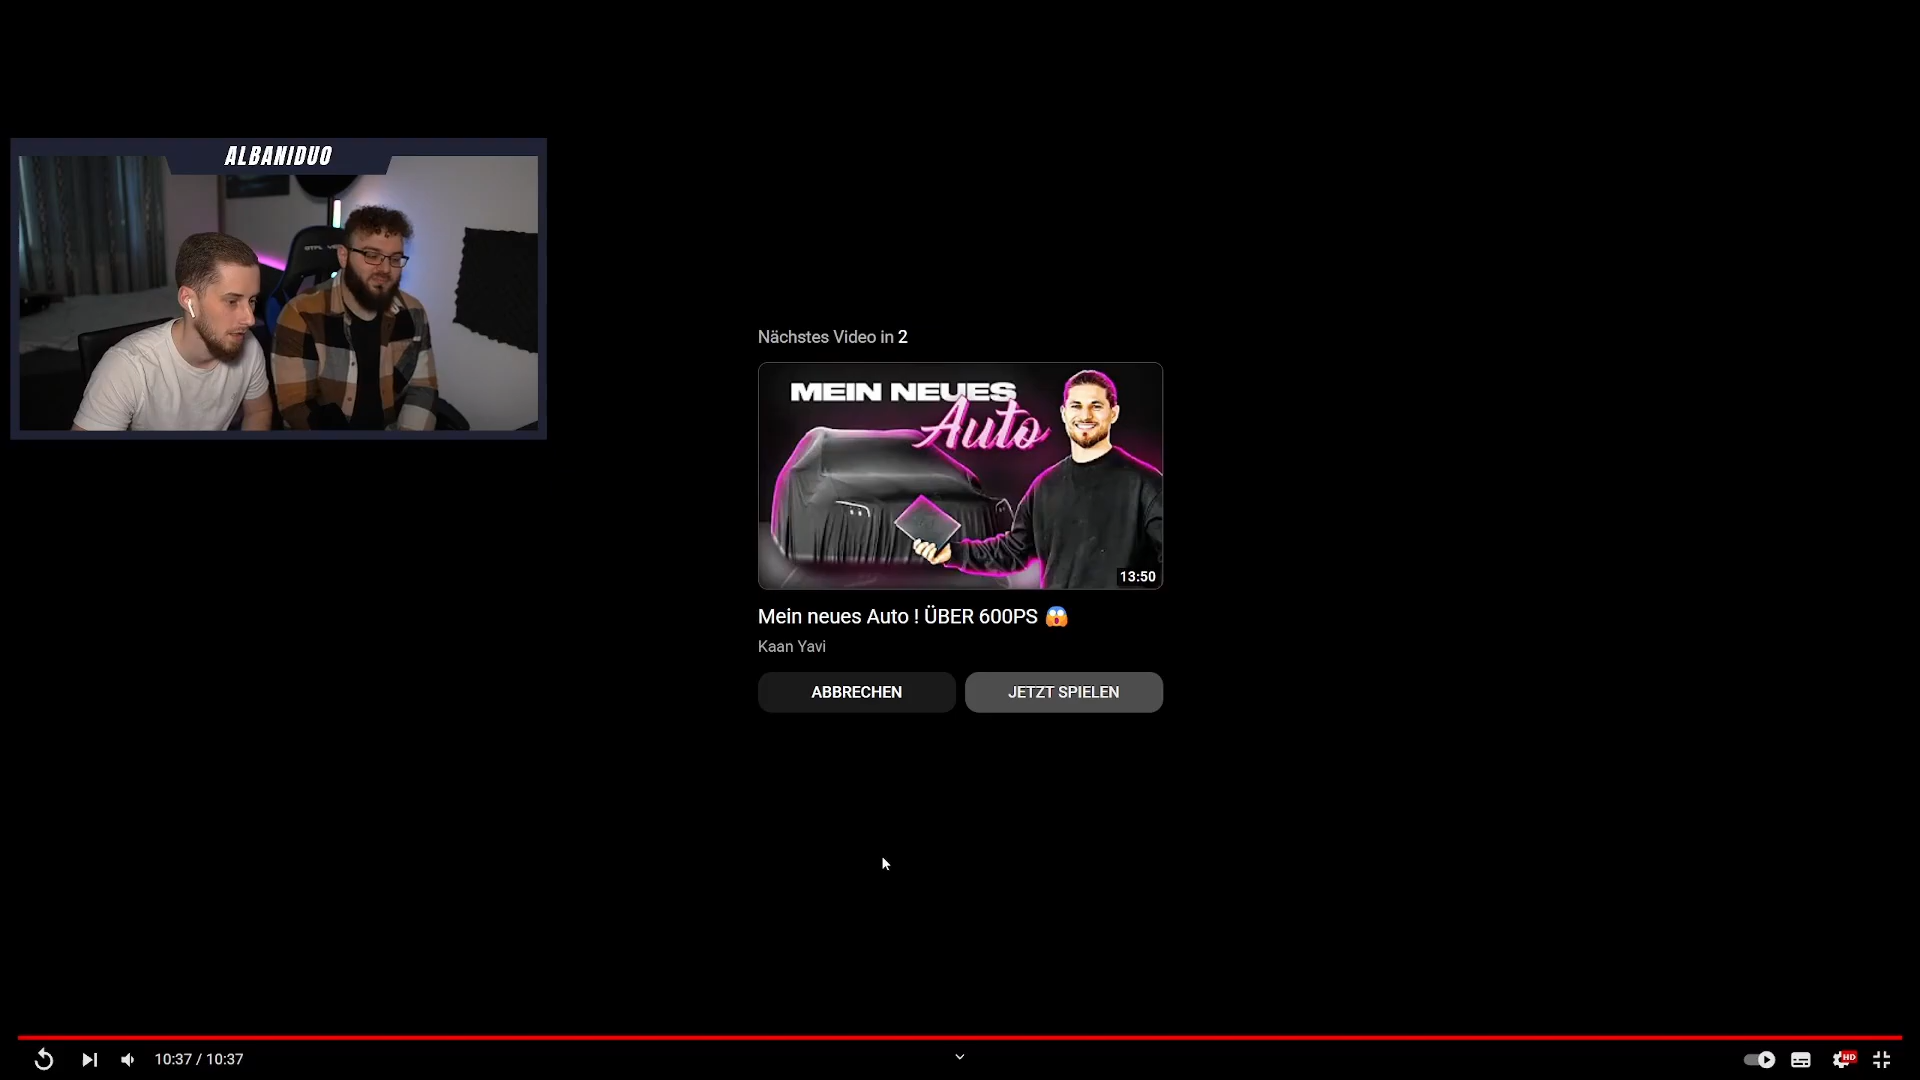 ALBANIDUO
Nächstes Video in 2
MEIN NEUES
Auto
13:50
Mein neues Auto ! ÜBER 600PS 😱
Kaan Yavi
ABBRECHEN
JETZT SPIELEN
10:37 / 10:37
HD